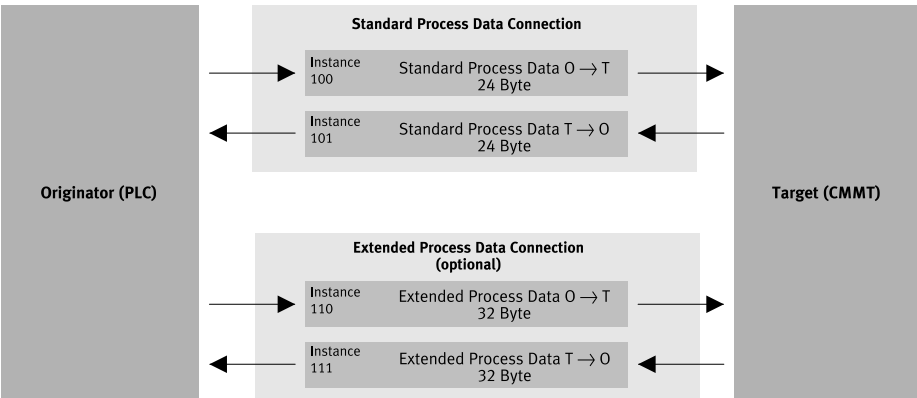 Standard Process Data Connection
Instance
100
Standard Process Data O → T
24 Byte
Instance
101
Standard Process Data T → O
24 Byte
Originator (PLC)
Target (CMMT)
Extended Process Data Connection
(optional)
Instance
110
Extended Process Data O → T
32 Byte
Instance
111
Extended Process Data T → O
32 Byte